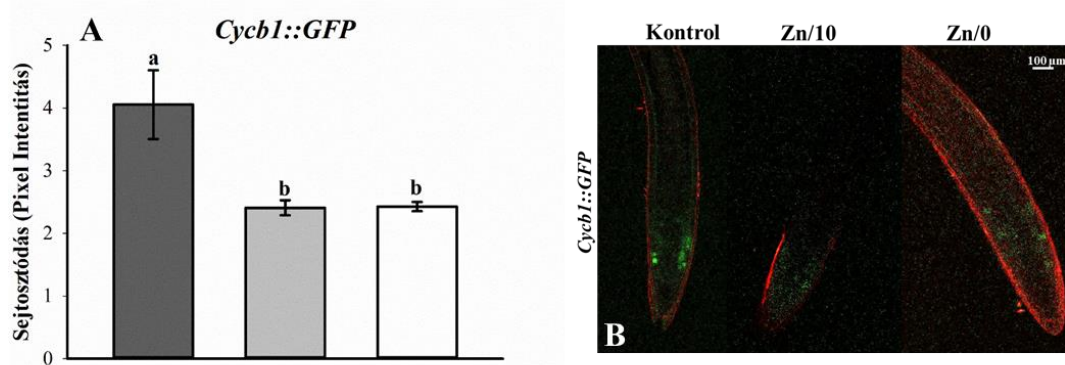 A
Cycb1::GFP
Sejtosztódás (Pixel Intentitás)
5
4
3
2
1
0
a
b
b
Kontrol
Zn/10
Zn/0
100 µm
Cycb1::GFP
B